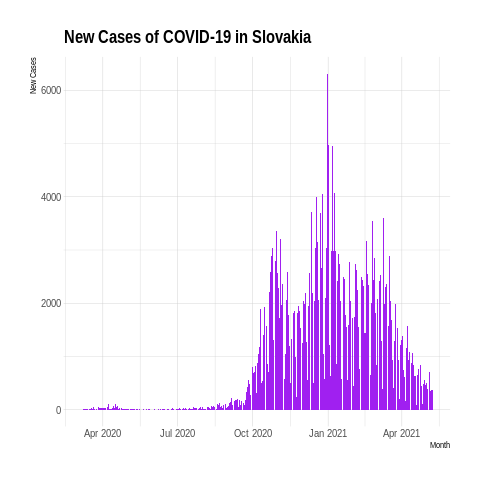 New Cases of COVID-19 in Slovakia
New Cases
6000
4000
2000
0
Apr 2020 Jul 2020 Oct 2020 Jan 2021 Apr 2021
Month